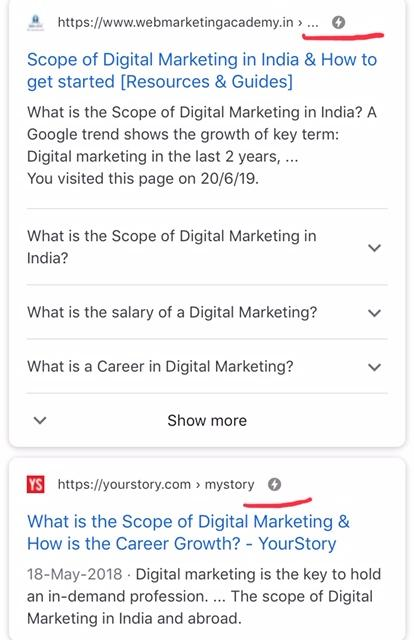 https://www.webmarketingacademy.in › ...
Scope of Digital Marketing in India & How to
get started [Resources & Guides]
What is the Scope of Digital Marketing in India? A
Google trend shows the growth of key term:
Digital marketing in the last 2 years, ...
You visited this page on 20/6/19.
What is the Scope of Digital Marketing in
India?
What is the salary of a Digital Marketing?
What is a Career in Digital Marketing?
Show more
YS https://yourstory.com › mystory
What is the Scope of Digital Marketing &
How is the Career Growth? - YourStory
18-May-2018 · Digital marketing is the key to hold
an in-demand profession. ... The scope of Digital
Marketing in India and abroad.